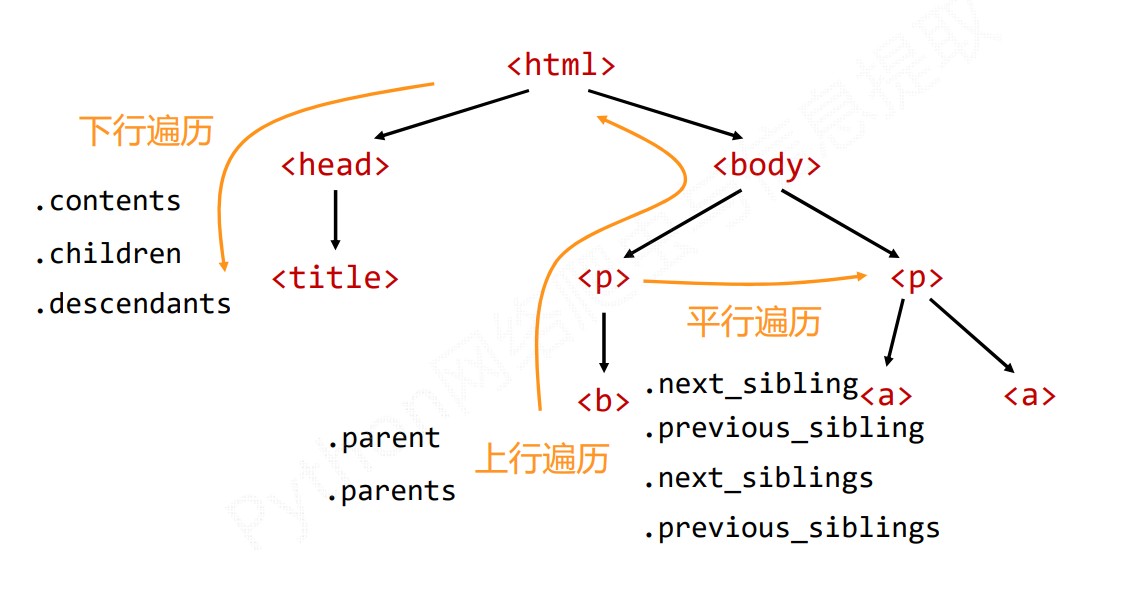 <html>
下行遍历
<head>
<body>
.contents
.children
<title>
<p>
<p>
.descendants
平行遍历
.next_sibling
<a>
<a>
<b>
.previous_sibling
.parent
上行遍历
.next_siblings
.parents
.previous_siblings
Python网络爬虫与信息提取